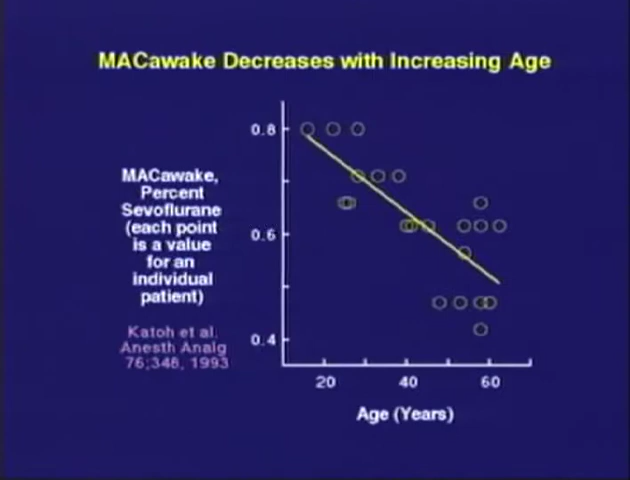 MACawake Decreases with Increasing Age
MACawake,
Percent
Sevoflurane
(each point
is a value
for an
individual
patient)
Katoh et al.
Anesth Analg
76;348, 1993
0.8
0.6
0.4
20 40 60
Age (Years)